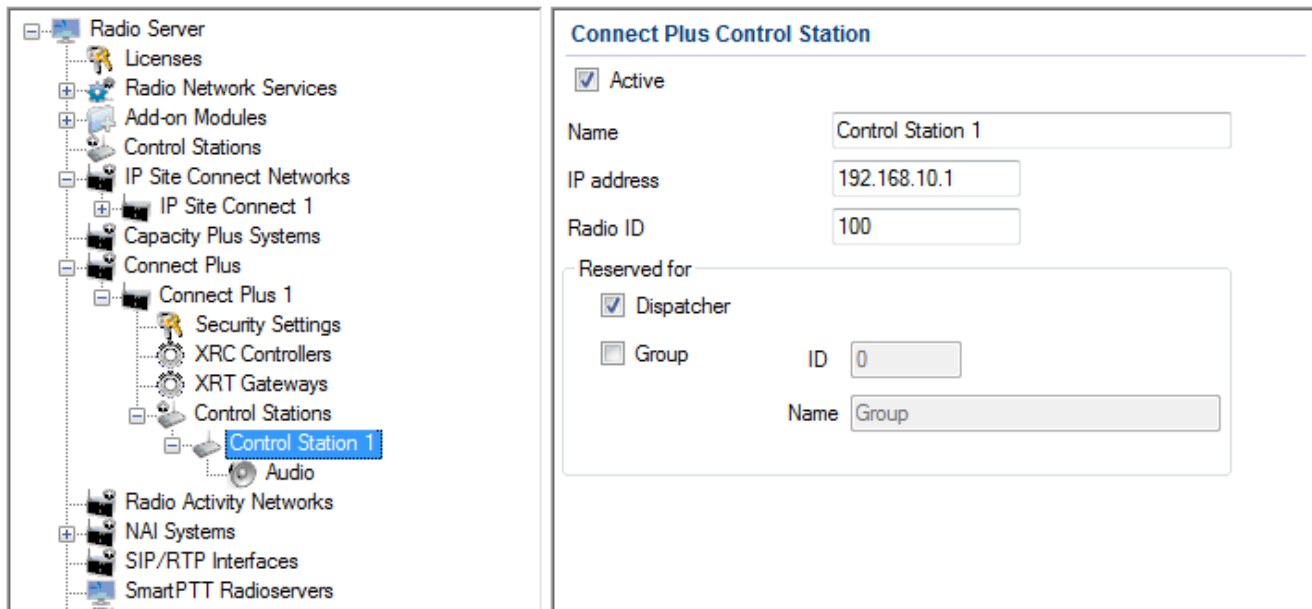 Radio Server
Licenses
Radio Network Services
Add-on Modules
Control Stations
IP Site Connect Networks
IP Site Connect 1
Capacity Plus Systems
Connect Plus
Connect Plus 1
Security Settings
XRC Controllers
XRT Gateways
Control Stations
Control Station 1
Audio
Radio Activity Networks
NAI Systems
SIP/RTP Interfaces
SmartPTT Radioservers
Connect Plus Control Station
Active
Name Control Station 1
IP address 192.168.10.1
Radio ID 100
Reserved for
Dispatcher
Group ID 0
Name Group